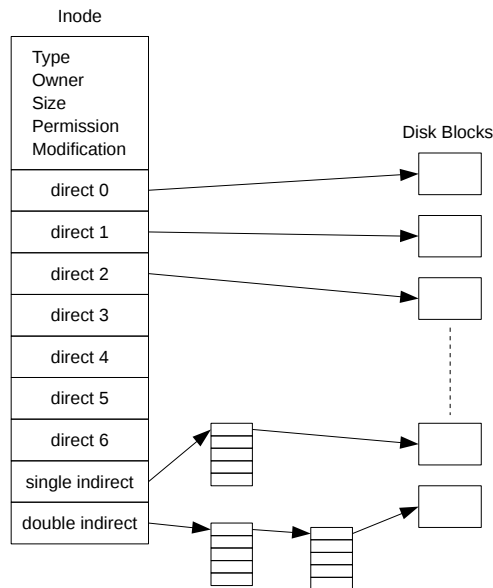 Inode
Type
Owner
Size
Permission
Modification
Disk Blocks
direct 0
direct 1
direct 2
direct 3
direct 4
direct 5
direct 6
single indirect
double indirect